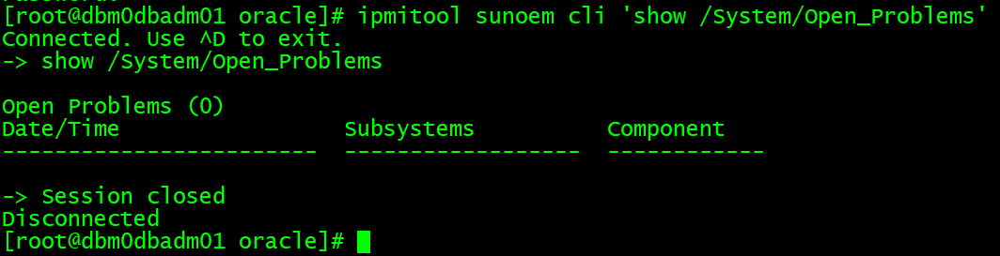 [root@dbm0dbadm01 oracle]# ipmitool sunoem cli 'show /System/Open_Problems'
Connected. Use ^D to exit.
-> show /System/Open_Problems
Open Problems (0)
Date/Time                 Subsystems          Component
------------------------  ------------------  ------------
-> Session closed
Disconnected
[root@dbm0dbadm01 oracle]#